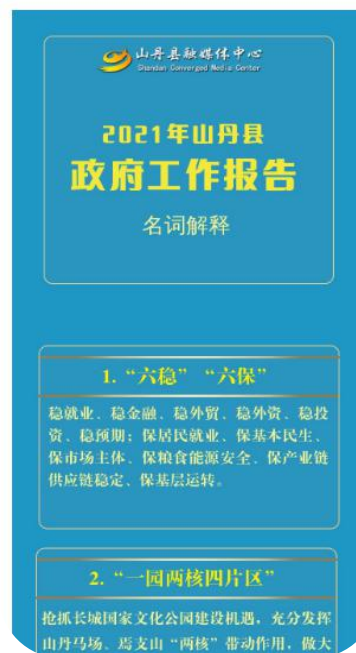 山丹县融媒体中心
Shandan Converged Media Center
2021年山丹县
政府工作报告
名词解释
1. “六稳” “六保”
稳就业、稳金融、稳外贸、稳外资、稳投
资、稳预期；保居民就业、保基本民生、
保市场主体、保粮食能源安全、保产业链
供应链稳定、保基层运转。
2. “一园两核四片区”
抢抓长城国家文化公园建设机遇，充分发挥
山丹马场、焉支山“两核”带动作用，做大